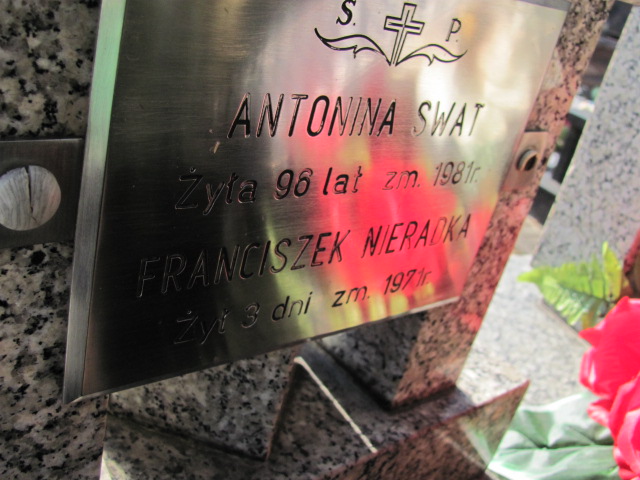 Ś. P.
ANTONINA SWAT
Żyła 96 lat zm. 1981r.
FRANCISZEK NIERADKA
Żył 3 dni zm. 1971r.